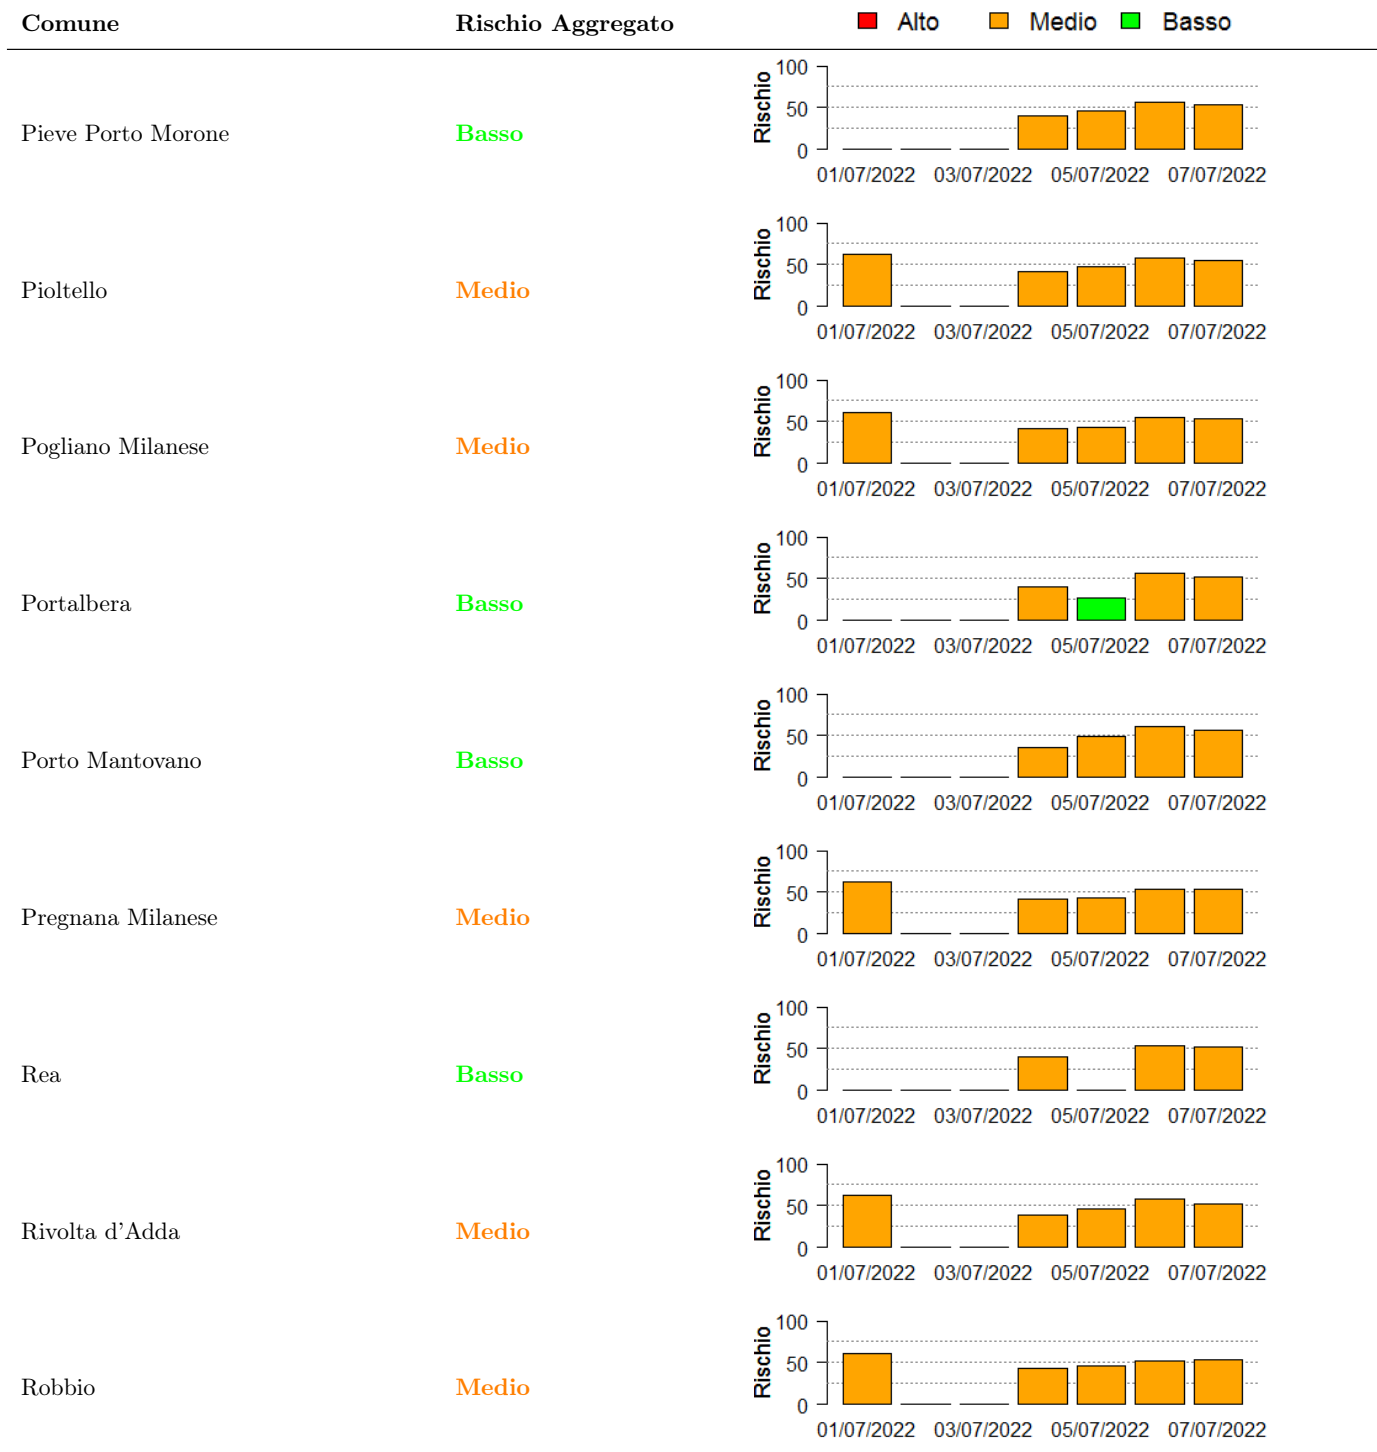 Comune Rischio Aggregato Alto Medio Basso
Pieve Porto Morone Basso Rischio 100 50 0
01/07/2022 03/07/2022 05/07/2022 07/07/2022
Pioltello Medio Rischio 100 50 0
01/07/2022 03/07/2022 05/07/2022 07/07/2022
Pogliano Milanese Medio Rischio 100 50 0
01/07/2022 03/07/2022 05/07/2022 07/07/2022
Portalbera Basso Rischio 100 50 0
01/07/2022 03/07/2022 05/07/2022 07/07/2022
Porto Mantovano Basso Rischio 100 50 0
01/07/2022 03/07/2022 05/07/2022 07/07/2022
Pregnana Milanese Medio Rischio 100 50 0
01/07/2022 03/07/2022 05/07/2022 07/07/2022
Rea Basso Rischio 100 50 0
01/07/2022 03/07/2022 05/07/2022 07/07/2022
Rivolta d'Adda Medio Rischio 100 50 0
01/07/2022 03/07/2022 05/07/2022 07/07/2022
Robbio Medio Rischio 100 50 0
01/07/2022 03/07/2022 05/07/2022 07/07/2022